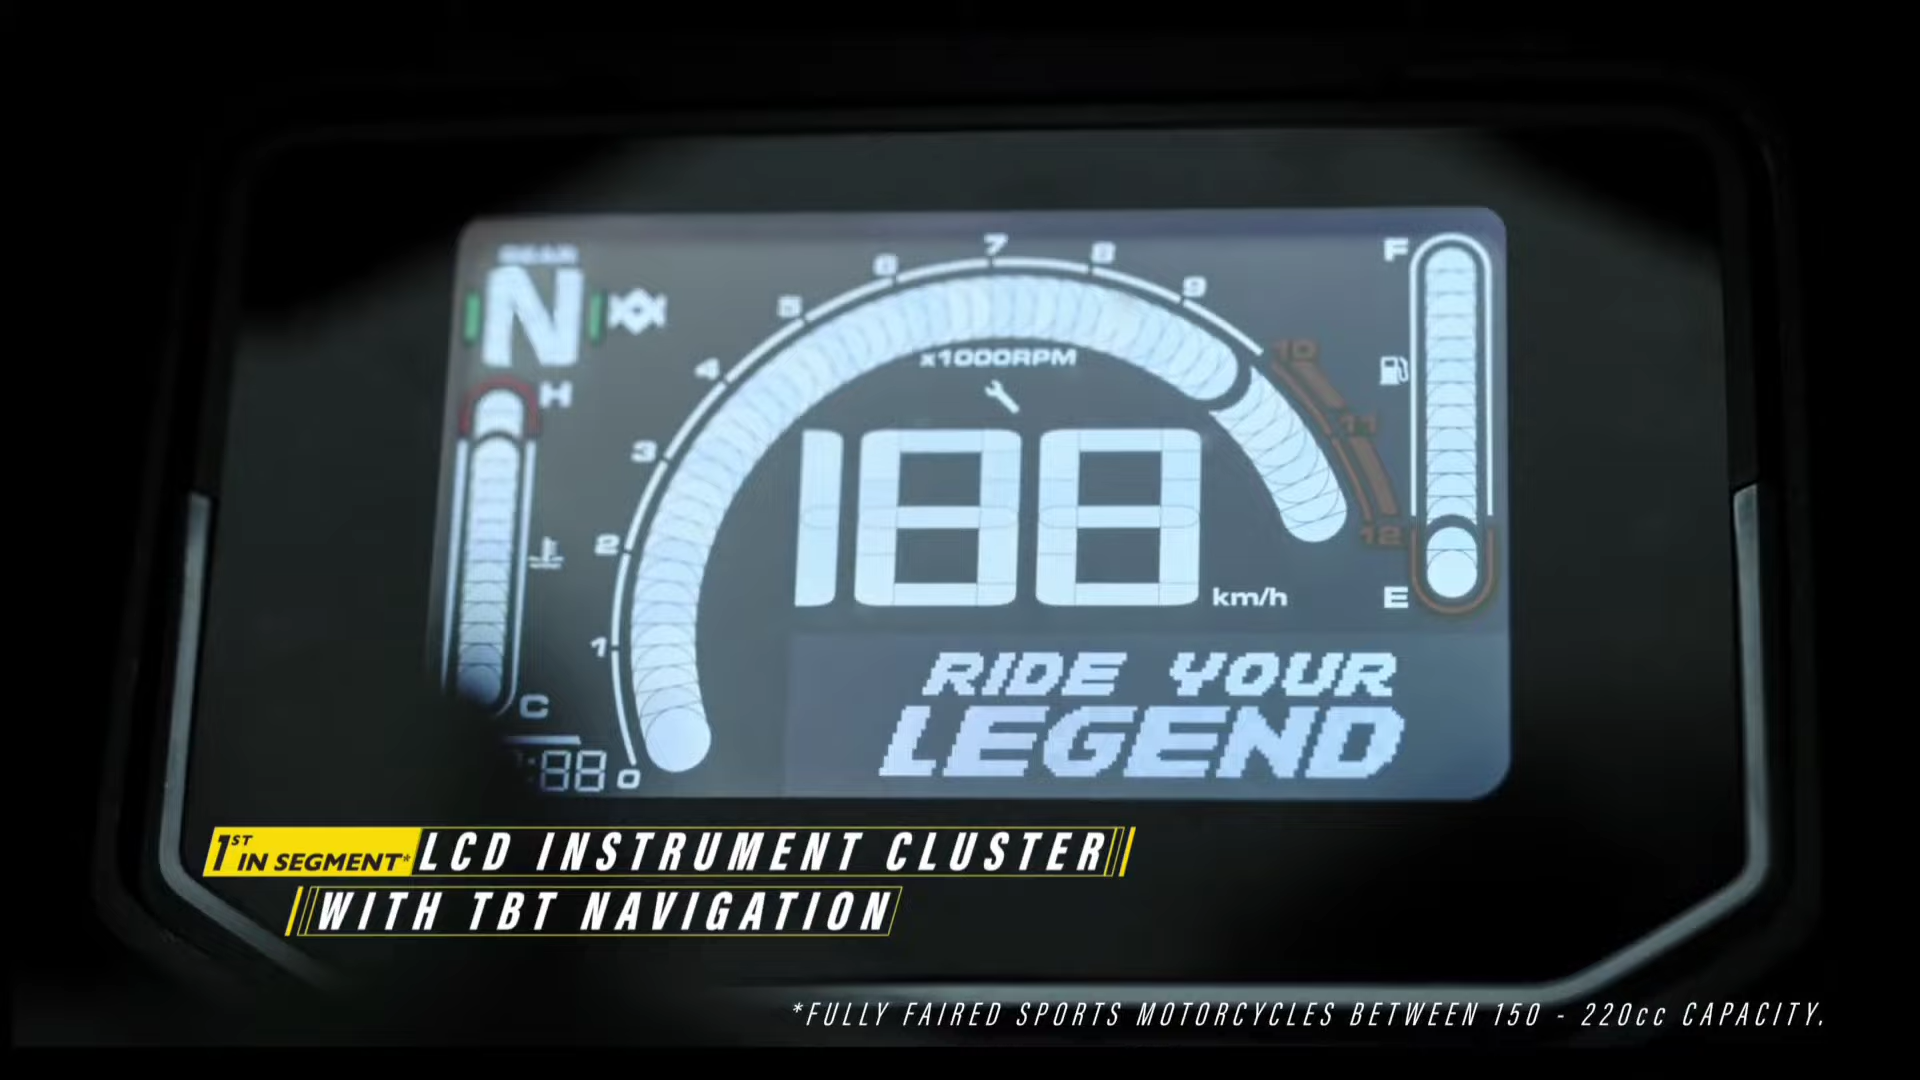 GEAR
N
H
C
:88
0
1
2
3
4
5
6
7
8
9
10
11
12
x1000RPM
188
km/h
F
E
RIDE YOUR
LEGEND
1ST IN SEGMENT* LCD INSTRUMENT CLUSTER
WITH TBT NAVIGATION
*FULLY FAIRED SPORTS MOTORCYCLES BETWEEN 150 - 220cc CAPACITY.